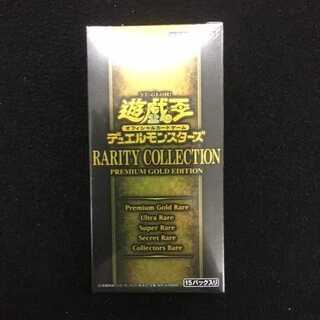 YU-GI-OH!
遊戯王
オフィシャルカードゲーム
デュエルモンスターズ
RARITY COLLECTION
PREMIUM GOLD EDITION
Premium Gold Rare
Ultra Rare
Super Rare
Secret Rare
Collectors Rare
15パック入り